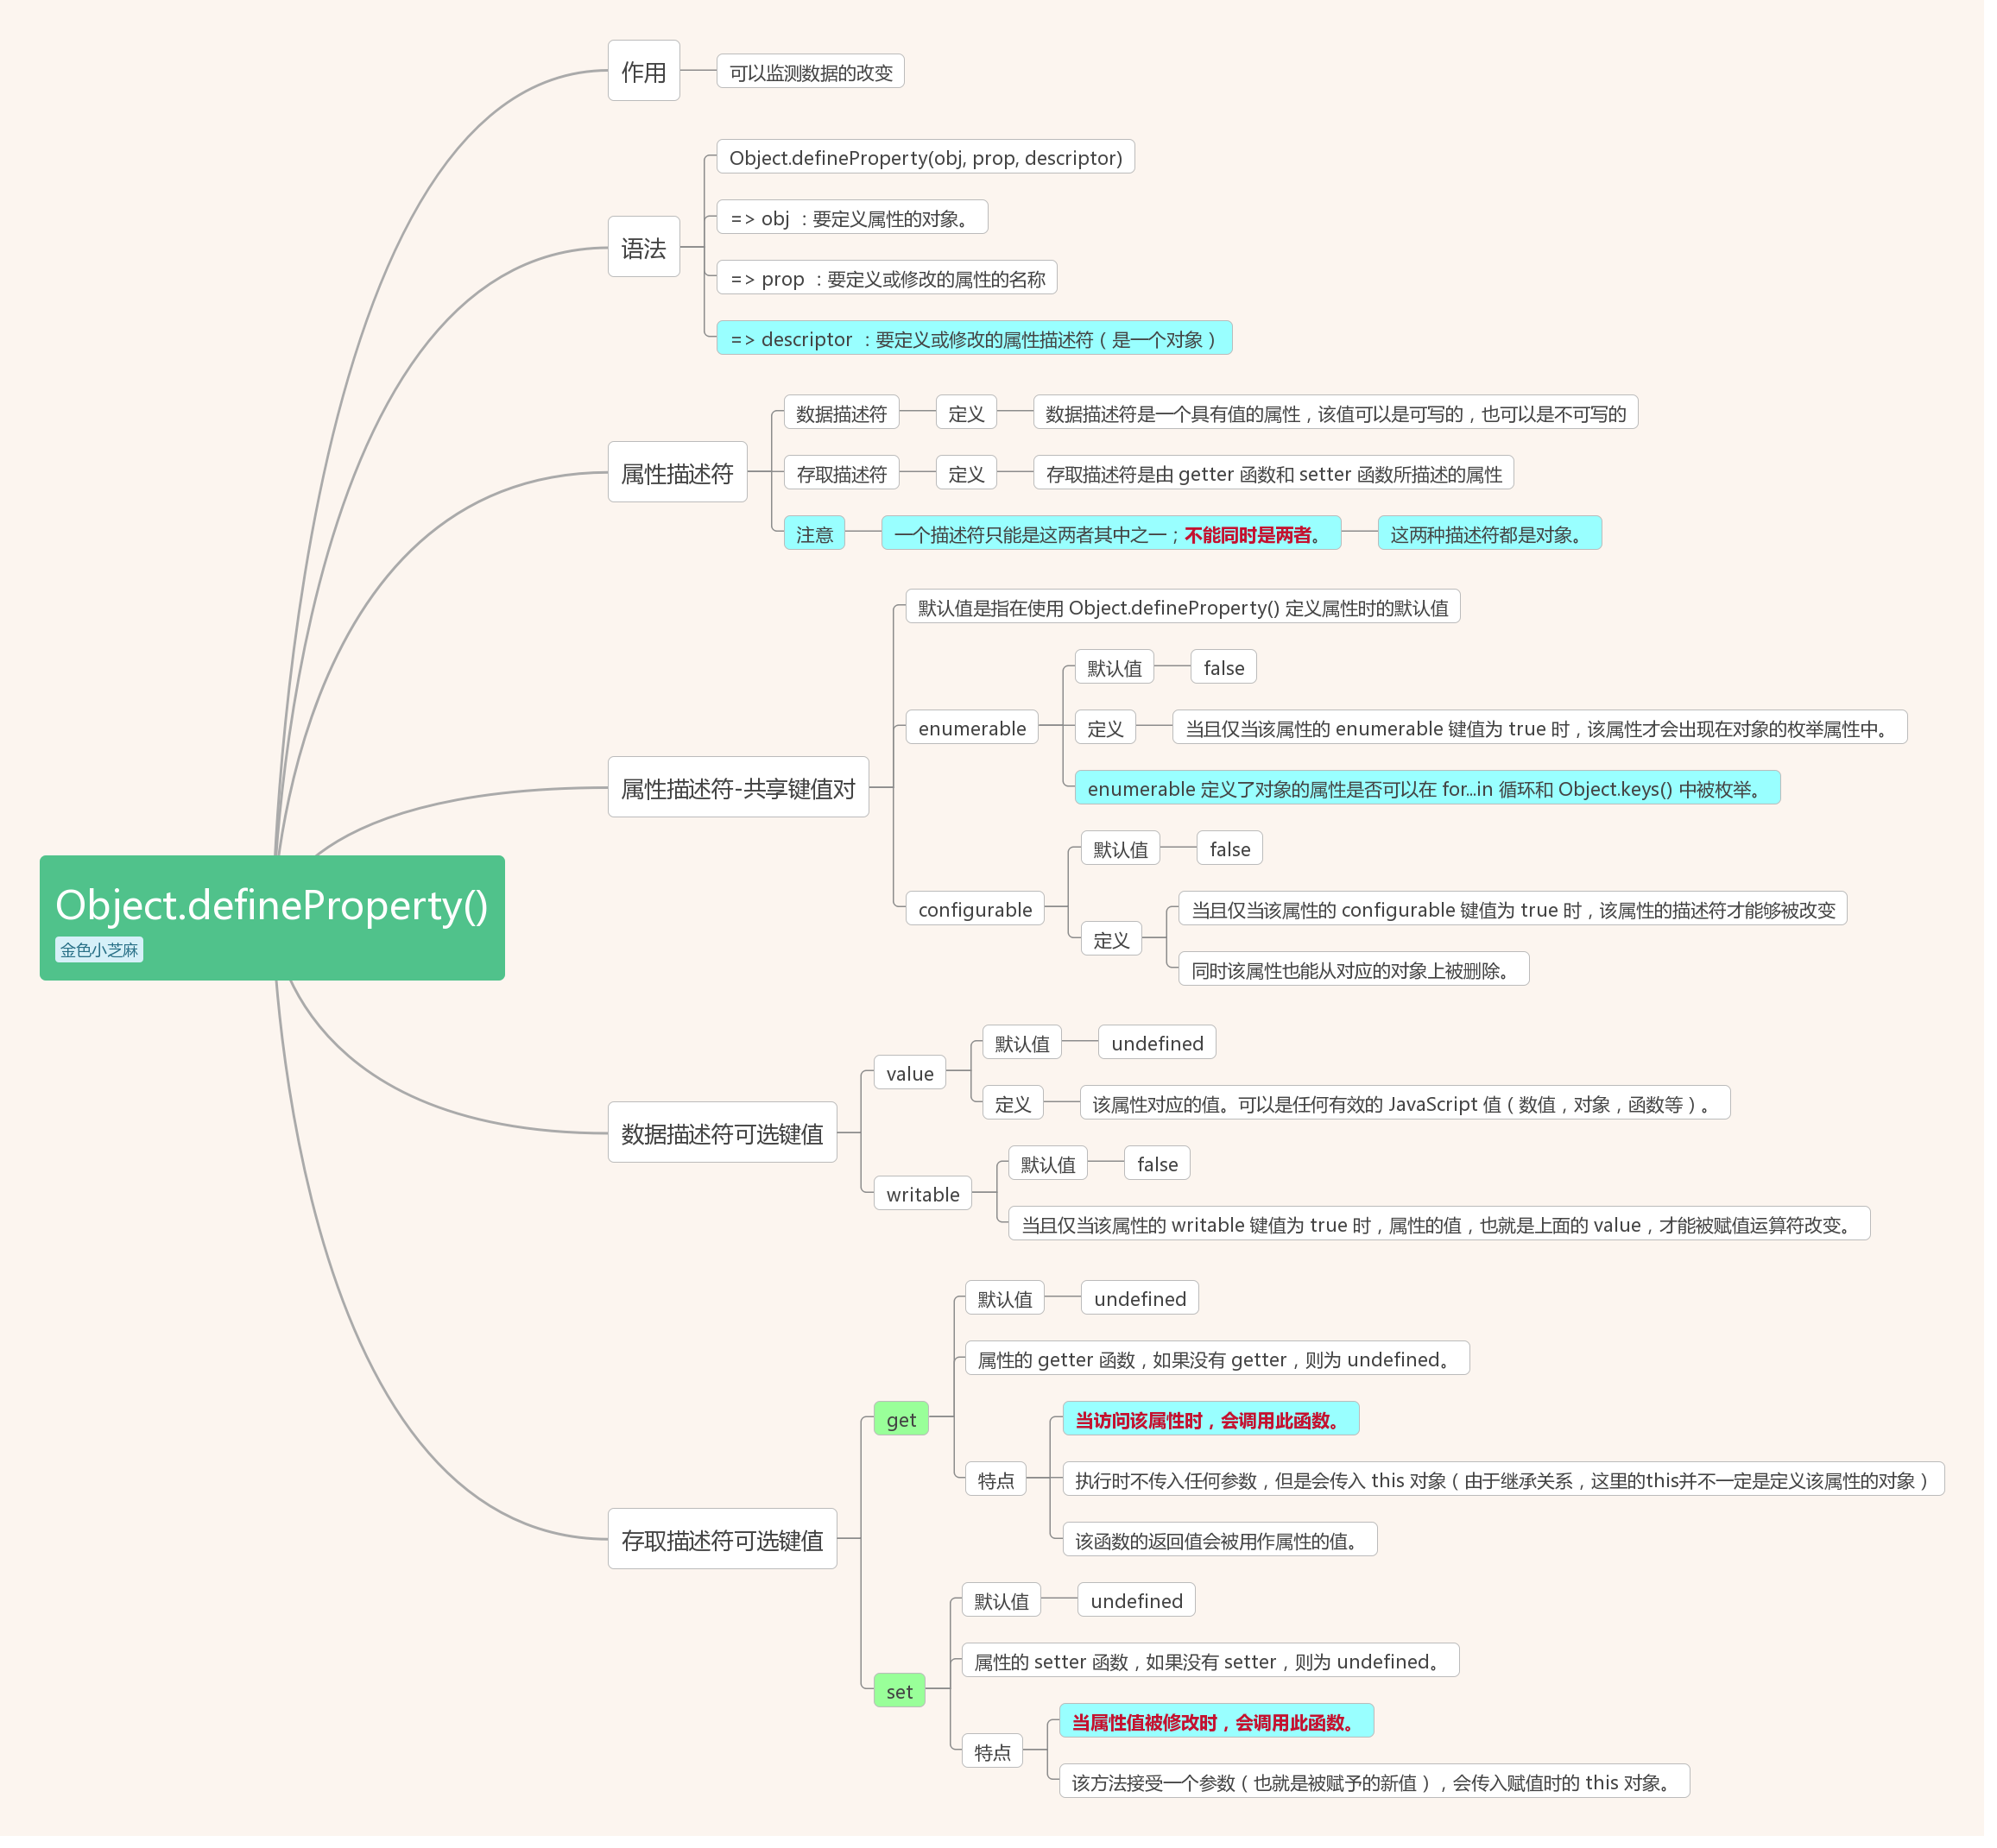 Object.defineProperty()
金色小芝麻
作用
可以监测数据的改变
语法
Object.defineProperty(obj, prop, descriptor)
=> obj ：要定义属性的对象。
=> prop ：要定义或修改的属性的名称
=> descriptor ：要定义或修改的属性描述符（是一个对象）
属性描述符
数据描述符
定义
数据描述符是一个具有值的属性，该值可以是可写的，也可以是不可写的
存取描述符
定义
存取描述符是由 getter 函数和 setter 函数所描述的属性
注意
一个描述符只能是这两者其中之一；不能同时是两者。
这两种描述符都是对象。
属性描述符-共享键值对
默认值是指在使用 Object.defineProperty() 定义属性时的默认值
enumerable
默认值
false
定义
当且仅当该属性的 enumerable 键值为 true 时，该属性才会出现在对象的枚举属性中。
enumerable 定义了对象的属性是否可以在 for...in 循环和 Object.keys() 中被枚举。
configurable
默认值
false
定义
当且仅当该属性的 configurable 键值为 true 时，该属性的描述符才能够被改变
同时该属性也能从对应的对象上被删除。
数据描述符可选键值
value
默认值
undefined
定义
该属性对应的值。可以是任何有效的 JavaScript 值（数值，对象，函数等）。
writable
默认值
false
当且仅当该属性的 writable 键值为 true 时，属性的值，也就是上面的 value，才能被赋值运算符改变。
存取描述符可选键值
get
默认值
undefined
属性的 getter 函数，如果没有 getter，则为 undefined。
特点
当访问该属性时，会调用此函数。
执行时不传入任何参数，但是会传入 this 对象（由于继承关系，这里的this并不一定是定义该属性的对象）
该函数的返回值会被用作属性的值。
set
默认值
undefined
属性的 setter 函数，如果没有 setter，则为 undefined。
特点
当属性值被修改时，会调用此函数。
该方法接受一个参数（也就是被赋予的新值），会传入赋值时的 this 对象。